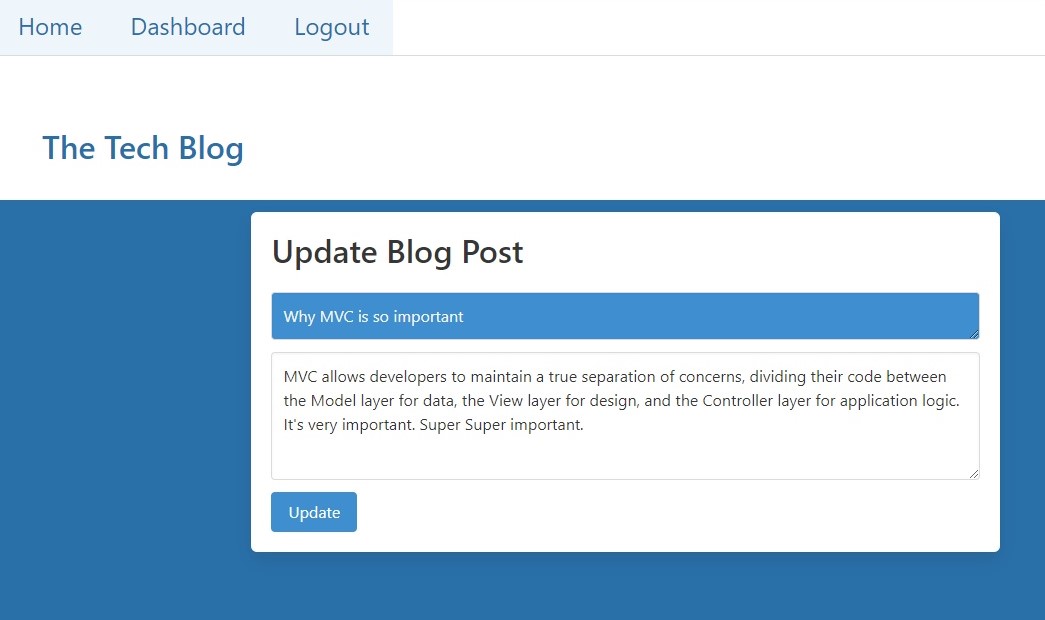 Home Dashboard Logout
The Tech Blog
Update Blog Post
Why MVC is so important
MVC allows developers to maintain a true separation of concerns, dividing their code between
the Model layer for data, the View layer for design, and the Controller layer for application logic.
It's very important. Super Super important.
Update